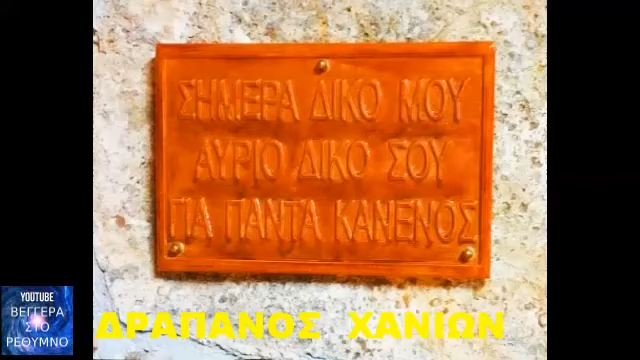 ΣΗΜΕΡΑ ΔΙΚΟ ΜΟΥ
ΑΥΡΙΟ ΔΙΚΟ ΣΟΥ
ΓΙΑ ΠΑΝΤΑ ΚΑΝΕΝΟΣ
YOUTUBE
ΒΕΓΓΕΡΑ
ΣΤΟ
ΡΕΘΥΜΝΟ
ΔΡΑΠΑΝΟΣ ΧΑΝΙΩΝ